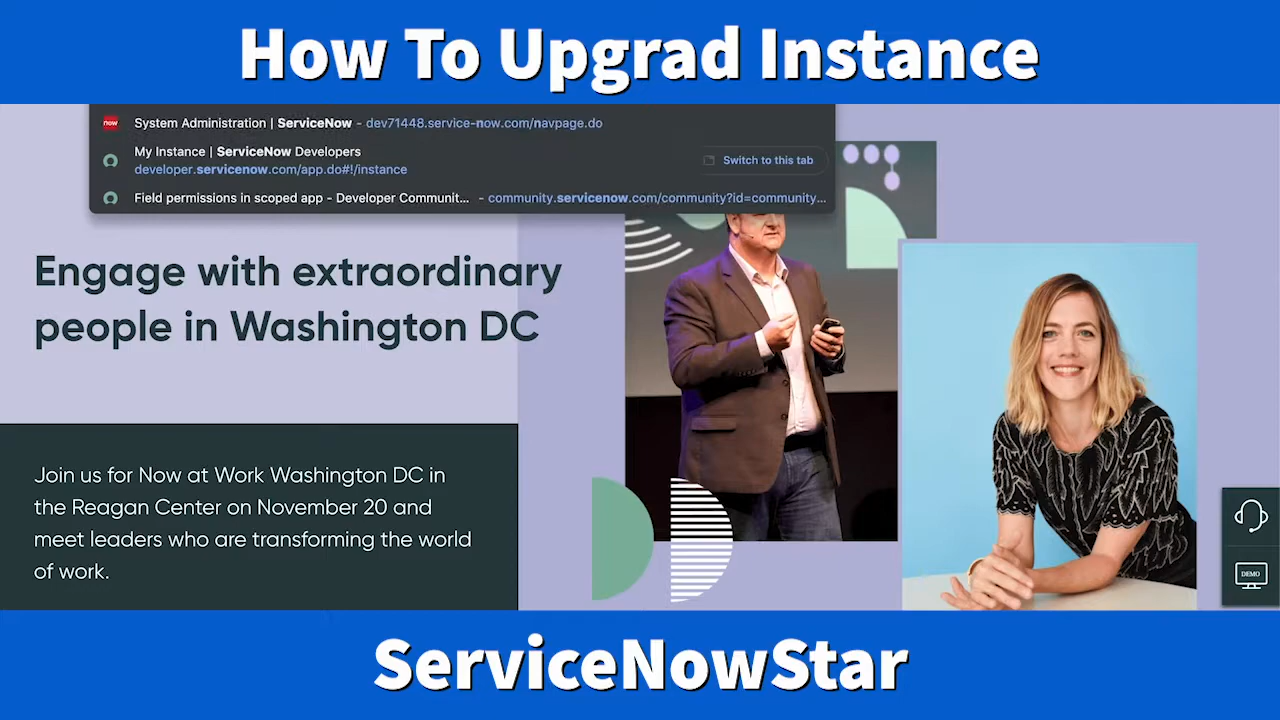 How To Upgrad Instance
now System Administration | ServiceNow - dev71448.service-now.com/navpage.do
My Instance | ServiceNow Developers
developer.servicenow.com/app.do#!/instance
Switch to this tab
Field permissions in scoped app - Developer Communit... - community.servicenow.com/community?id=community...
Engage with extraordinary
people in Washington DC
Join us for Now at Work Washington DC in
the Reagan Center on November 20 and
meet leaders who are transforming the world
of work.
DEMO
ServiceNowStar